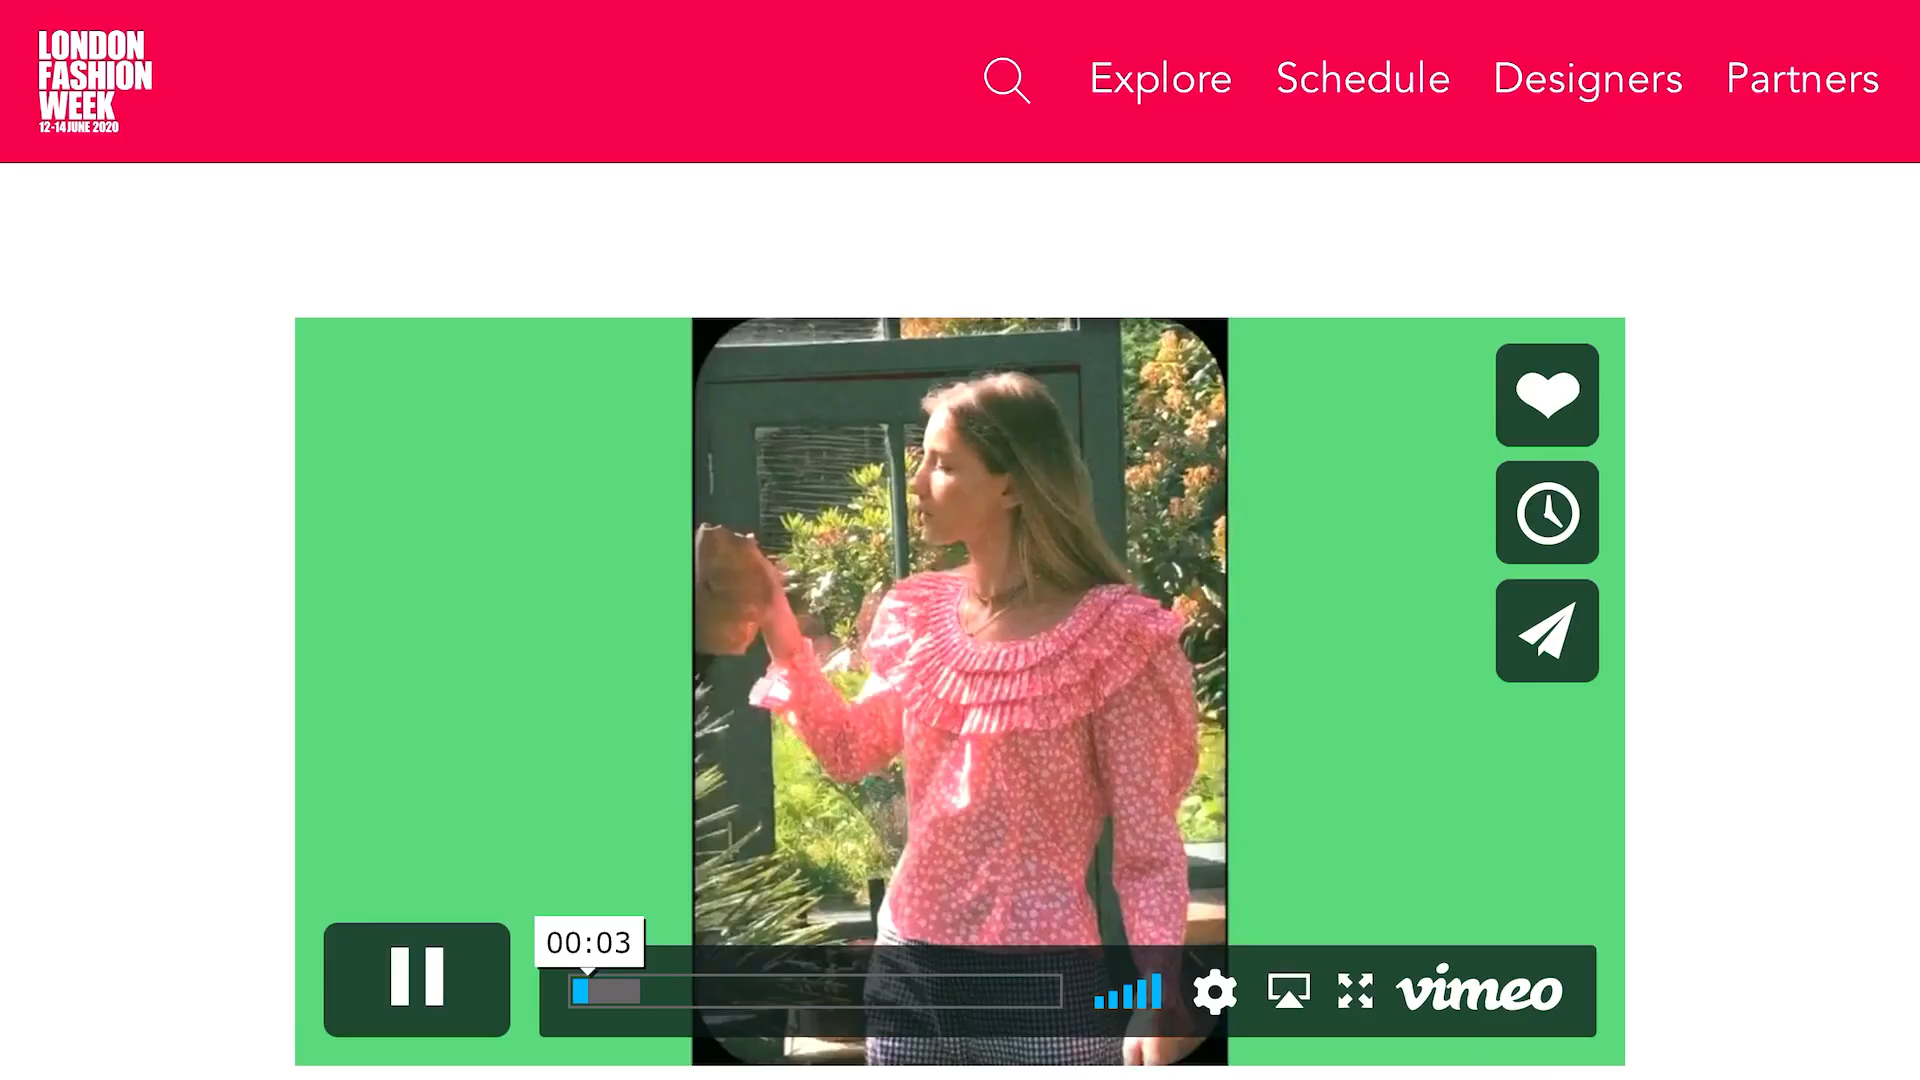 LONDON
FASHION
WEEK
12-14 JUNE 2020
Explore Schedule Designers Partners
00:03
vimeo